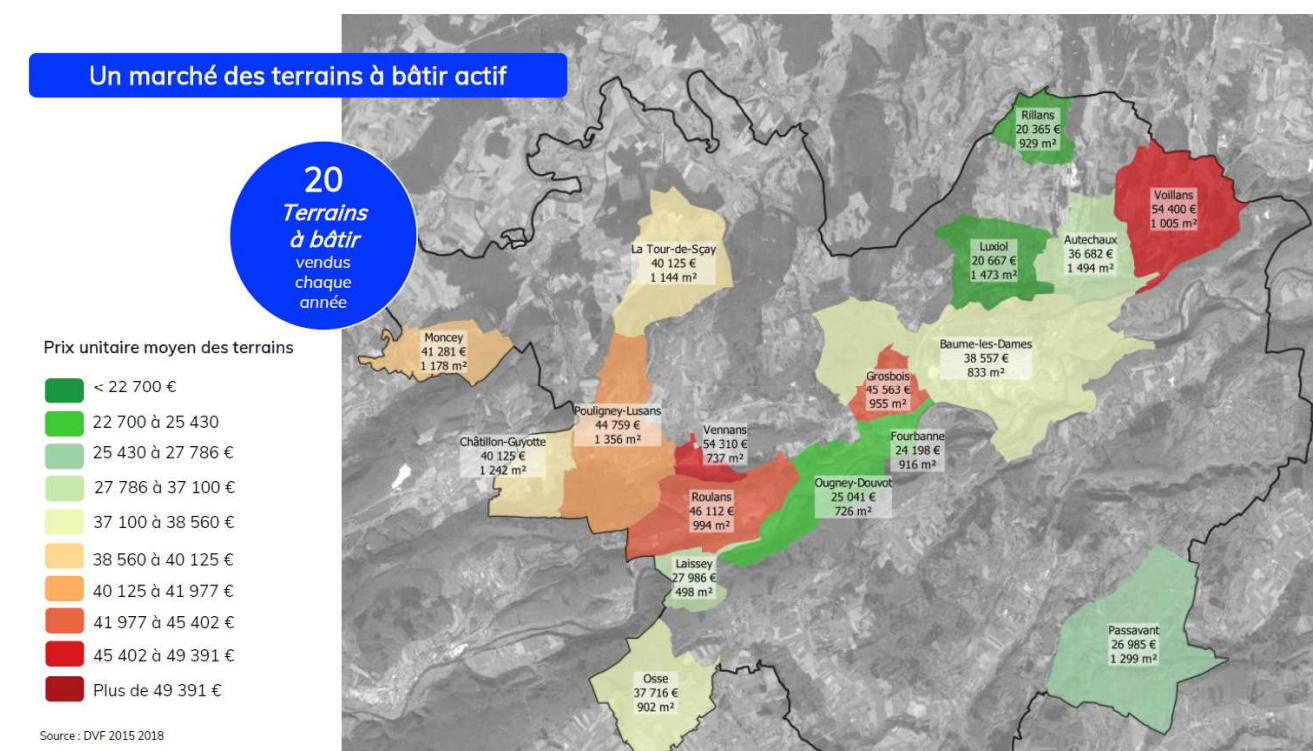 Un marché des terrains à bâtir actif
20
Terrains
à bâtir
vendus
chaque
année
Prix unitaire moyen des terrains
< 22 700 €
22 700 à 25 430
25 430 à 27 786 €
27 786 à 37 100 €
37 100 à 38 560 €
38 560 à 40 125 €
40 125 à 41 977 €
41 977 à 45 402 €
45 402 à 49 391 €
Plus de 49 391 €
Source : DVF 2015 2018
Rillans
20 365 €
929 m²
Voillans
54 400 €
1 005 m²
Autechaux
36 682 €
1 494 m²
Luxiol
20 667 €
1 473 m²
La Tour-de-Sçay
40 125 €
1 144 m²
Moncey
41 281 €
1 178 m²
Baume-les-Dames
38 557 €
833 m²
Grosbois
45 563 €
955 m²
Pouligney-Lusans
44 759 €
1 356 m²
Vennans
54 310 €
737 m²
Châtillon-Guyotte
40 125 €
1 242 m²
Fourbanne
24 198 €
916 m²
Ougney-Douvot
25 041 €
726 m²
Roulans
46 112 €
994 m²
Laissey
27 986 €
498 m²
Passavant
26 985 €
1 299 m²
Osse
37 716 €
902 m²